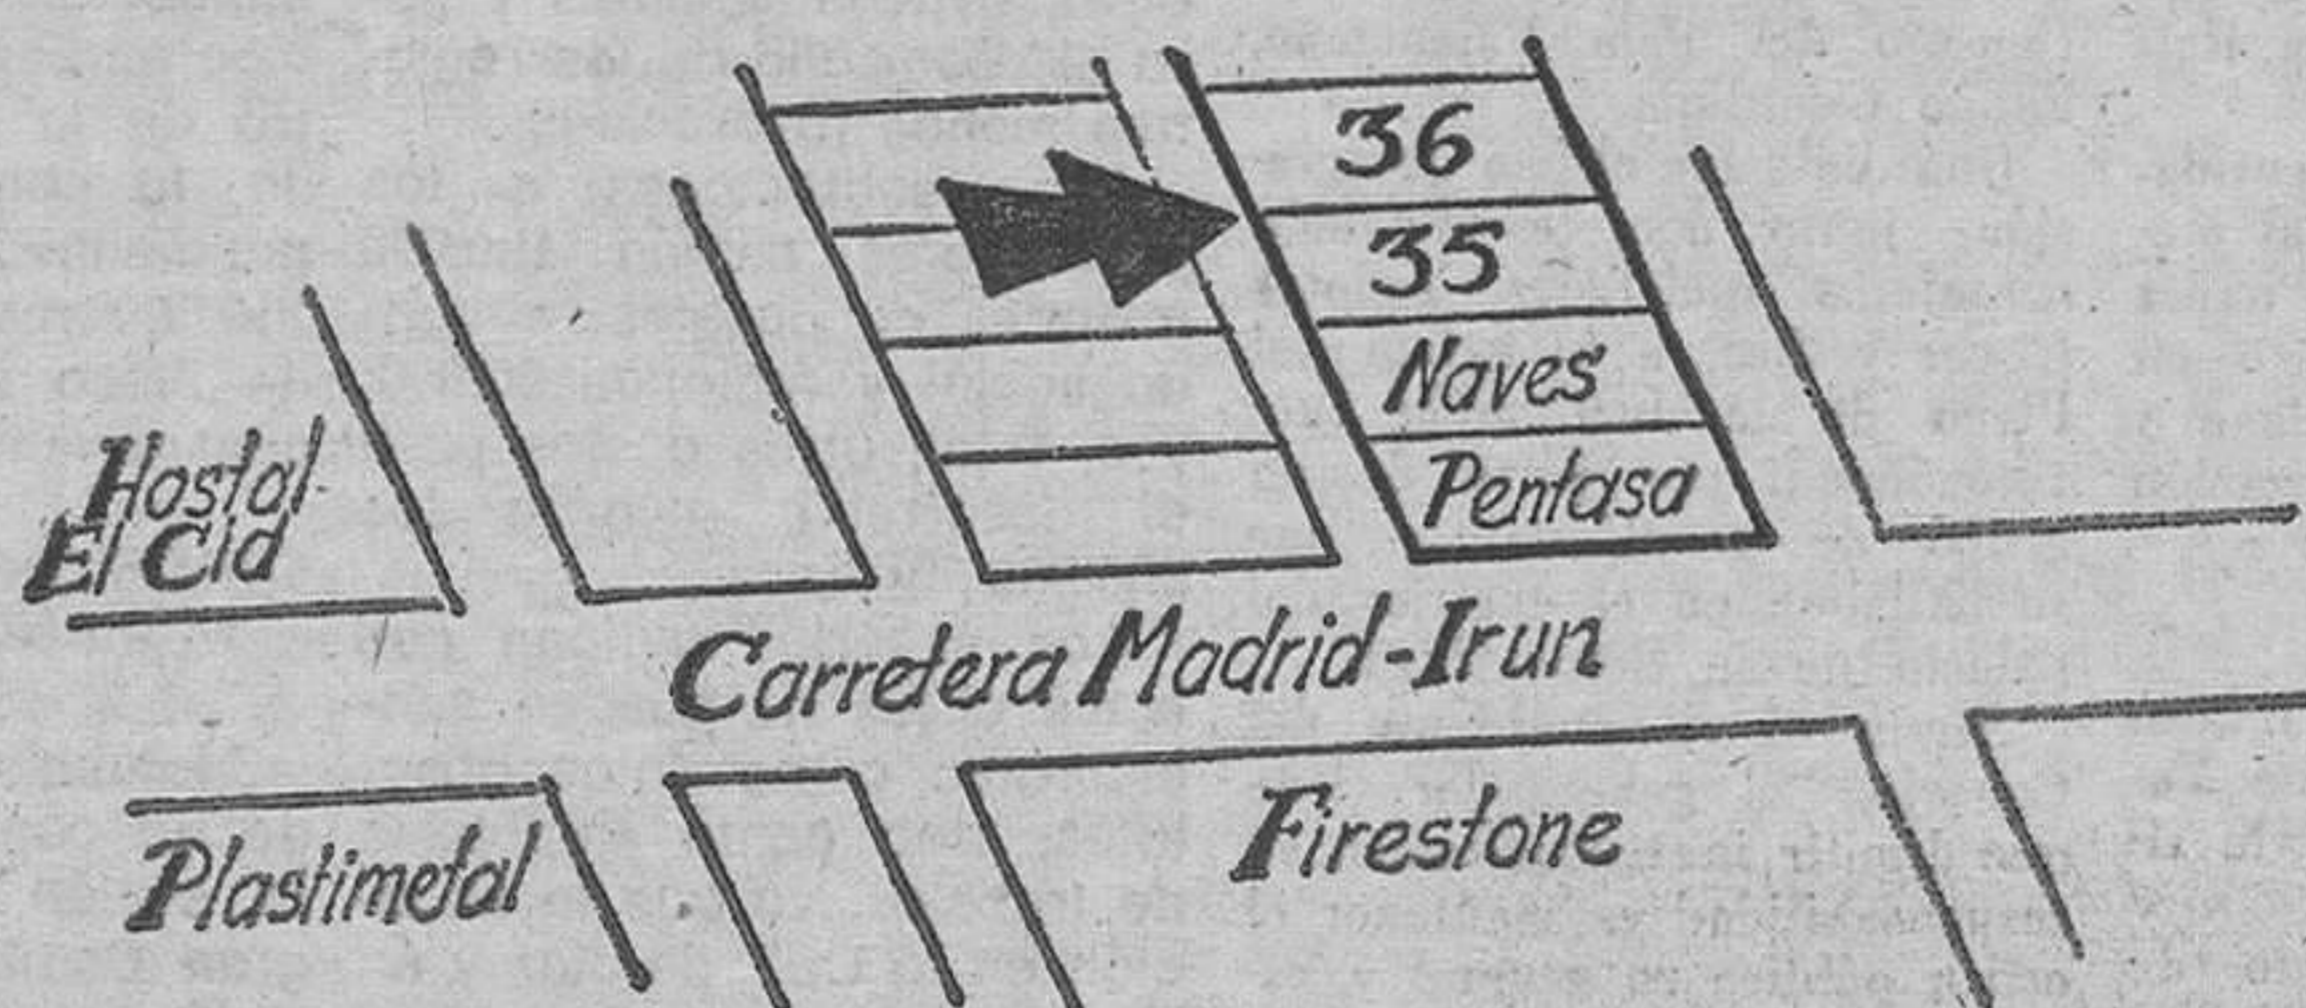 36
35
Naves
Pentasa
Hostal
El Cid
Carretera Madrid-Irun
Plastimetal
Firestone